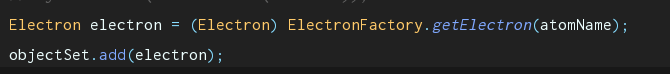 Electron electron = (Electron) ElectronFactory.getElectron(atomName);
objectSet.add(electron);